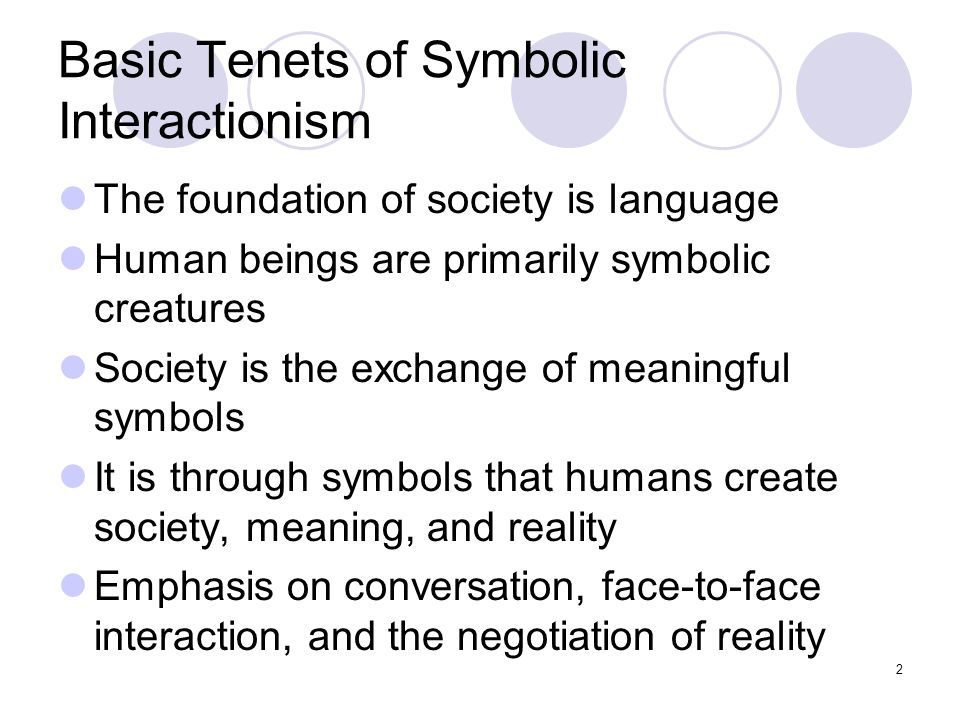 Basic Tenets of Symbolic
Interactionism
The foundation of society is language
Human beings are primarily symbolic
creatures
Society is the exchange of meaningful
symbols
It is through symbols that humans create
society, meaning, and reality
Emphasis on conversation, face-to-face
interaction, and the negotiation of reality
2